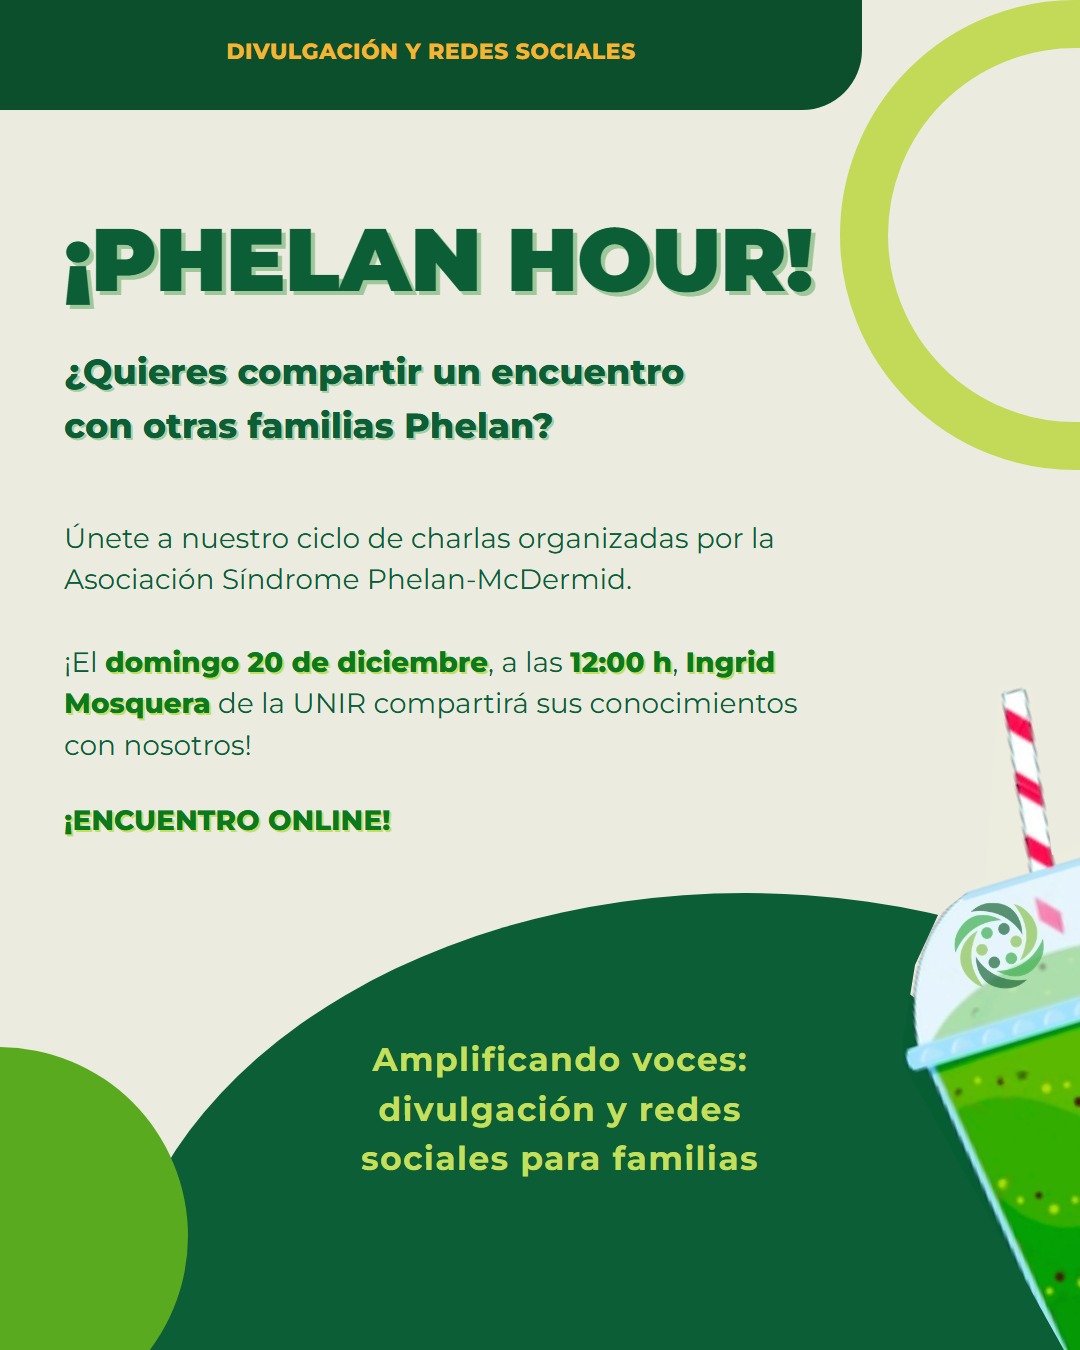 DIVULGACIÓN Y REDES SOCIALES
¡PHELAN HOUR!
¿Quieres compartir un encuentro
con otras familias Phelan?
Únete a nuestro ciclo de charlas organizadas por la
Asociación Síndrome Phelan-McDermid.
¡El domingo 20 de diciembre, a las 12:00 h, Ingrid
Mosquera de la UNIR compartirá sus conocimientos
con nosotros!
¡ENCUENTRO ONLINE!
Amplificando voces:
divulgación y redes
sociales para familias